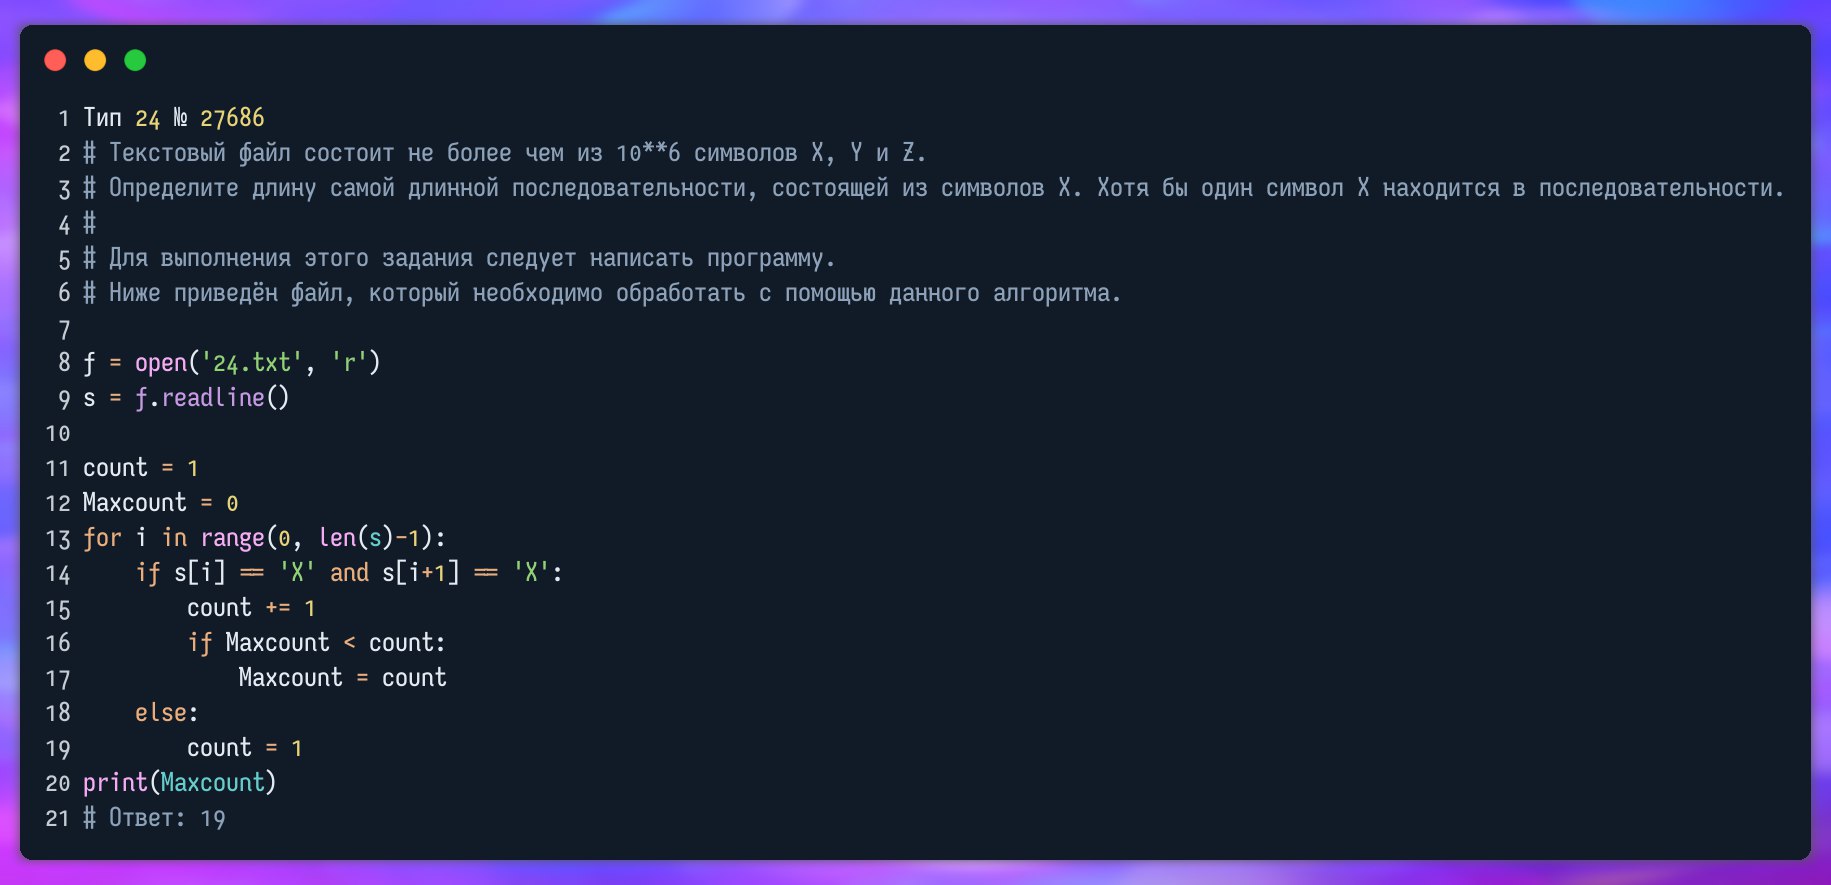 1 Тип 24 № 27686
2 # Текстовый файл состоит не более чем из 10**6 символов X, Y и Z.
3 # Определите длину самой длинной последовательности, состоящей из символов X. Хотя бы один символ X находится в последовательности.
4 #
5 # Для выполнения этого задания следует написать программу.
6 # Ниже приведён файл, который необходимо обработать с помощью данного алгоритма.
7
8 f = open('24.txt', 'r')
9 s = f.readline()
10
11 count = 1
12 Maxcount = 0
13 for i in range(0, len(s)-1):
14     if s[i] == 'X' and s[i+1] == 'X':
15         count += 1
16         if Maxcount < count:
17             Maxcount = count
18     else:
19         count = 1
20 print(Maxcount)
21 # Ответ: 19